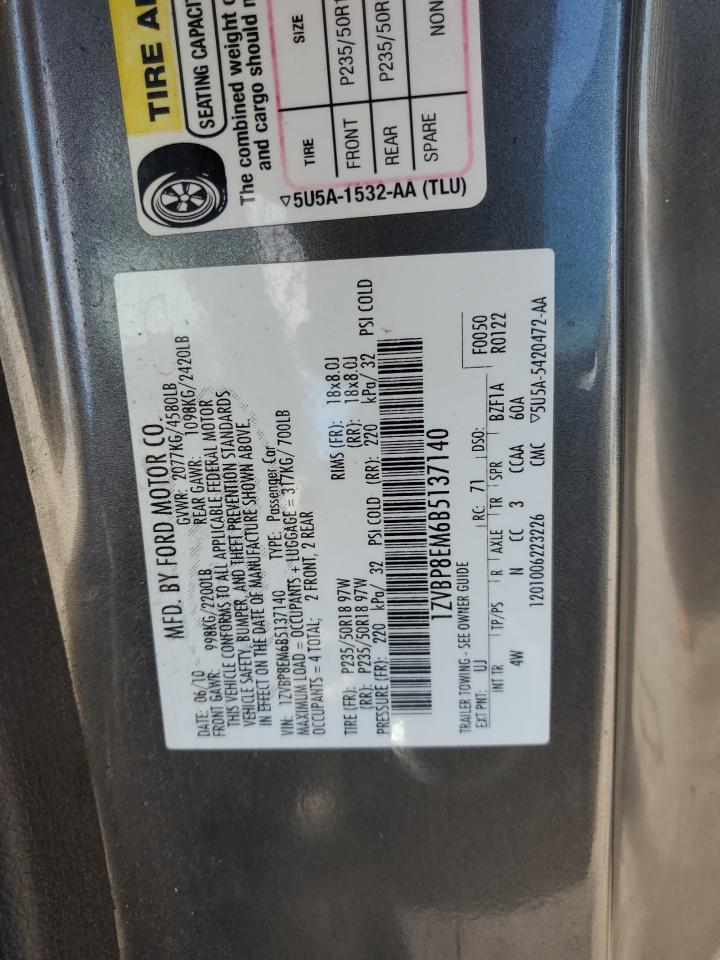 TIRE A
SEATING CAPACIT
The combined weight o
and cargo should n
TIRE SIZE
FRONT P235/50R1
REAR P235/50R
SPARE NON
▽5U5A-1532-AA (TLU)
MFD. BY FORD MOTOR CO.
DATE: 06/10 GVWR: 2077KG/4580LB
FRONT GAWR: 998KG/2200LB REAR GAWR: 1098KG/2420LB
THIS VEHICLE CONFORMS TO ALL APPLICABLE FEDERAL MOTOR
VEHICLE SAFETY, BUMPER, AND THEFT PREVENTION STANDARDS
IN EFFECT ON THE DATE OF MANUFACTURE SHOWN ABOVE.
VIN: 1ZVBP8EM6B5137140 TYPE: Passenger Car
MAXIMUM LOAD = OCCUPANTS + LUGGAGE = 317KG/ 700LB
OCCUPANTS = 4 TOTAL; 2 FRONT, 2 REAR
TIRE (FR): P235/50R18 97W RIMS (FR): 18x8.0J
(RR): P235/50R18 97W (RR): 18x8.0J
PRESSURE (FR): 220 kPa/ 32 PSI COLD (RR): 220 kPa/ 32 PSI COLD
1ZVBP8EM6B5137140
TRAILER TOWING - SEE OWNER GUIDE F0050
EXT PNT: UJ RC: 71 DSO: R0122
INT TR TP/PS R AXLE TR SPR BZF1A
4W N CC 3 CCAA 60A
1201006223226 CMC ▽5U5A-5420472-AA